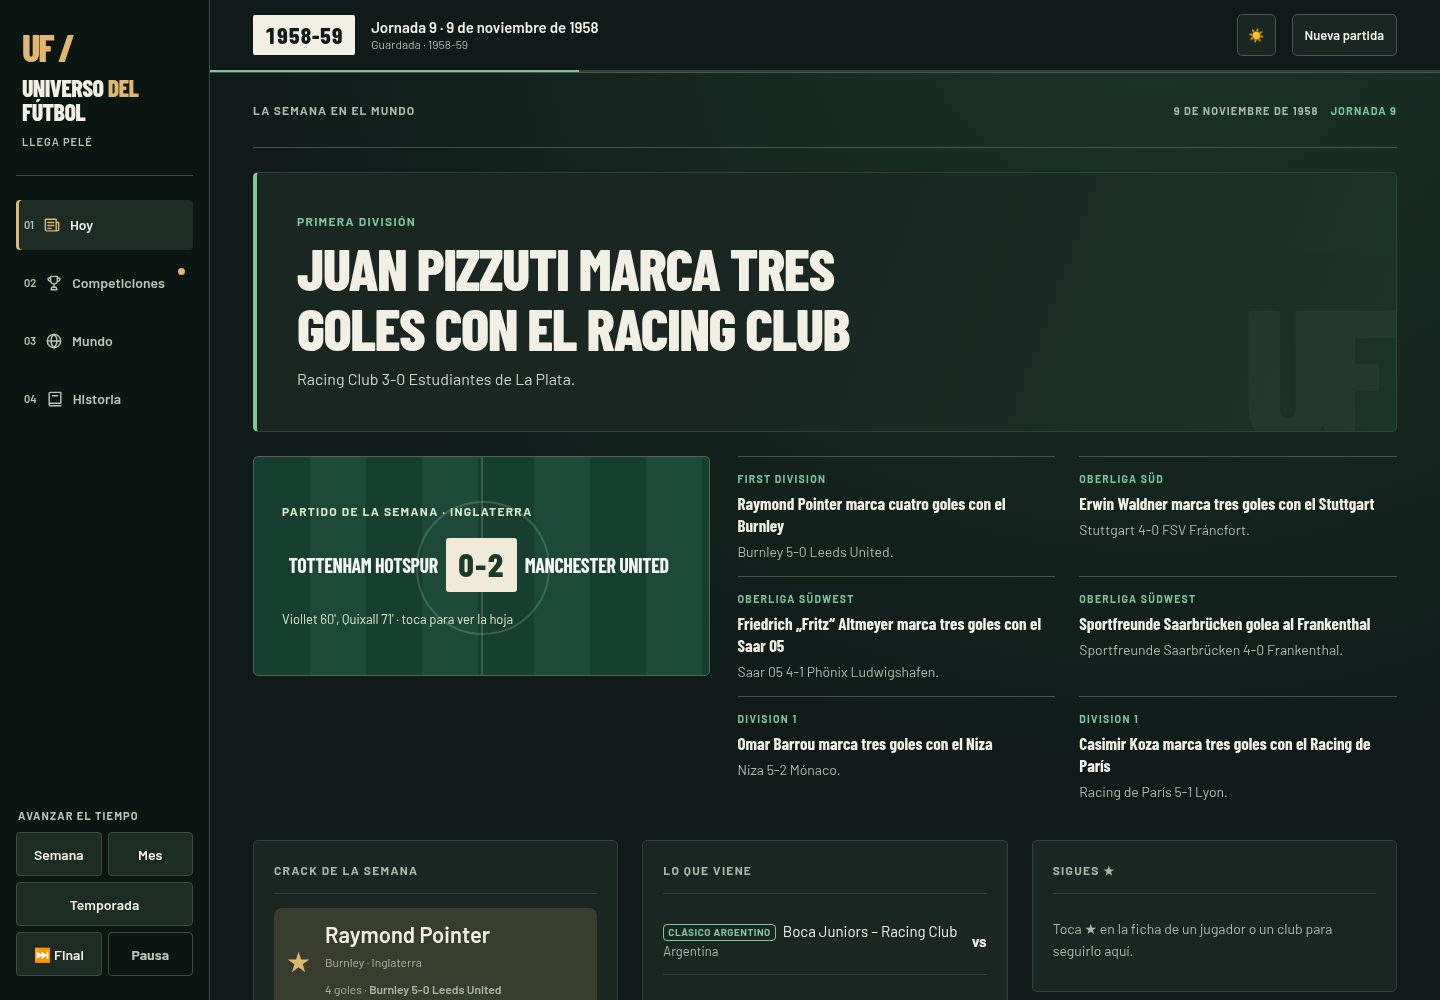 UF /
UNIVERSO DEL
FÚTBOL
LLEGA PELÉ
01 Hoy
02 Competiciones
03 Mundo
04 Historia
AVANZAR EL TIEMPO
Semana Mes
Temporada
⏩ Final Pausa
1958-59
Jornada 9 · 9 de noviembre de 1958
Guardada · 1958-59
☀️ Nueva partida
LA SEMANA EN EL MUNDO
9 DE NOVIEMBRE DE 1958 JORNADA 9
PRIMERA DIVISIÓN
JUAN PIZZUTI MARCA TRES
GOLES CON EL RACING CLUB
Racing Club 3-0 Estudiantes de La Plata.
UF
PARTIDO DE LA SEMANA · INGLATERRA
TOTTENHAM HOTSPUR 0-2 MANCHESTER UNITED
Viollet 60', Quixall 71' · toca para ver la hoja
FIRST DIVISION
Raymond Pointer marca cuatro goles con el
Burnley
Burnley 5-0 Leeds United.
OBERLIGA SÜD
Erwin Waldner marca tres goles con el Stuttgart
Stuttgart 4-0 FSV Fráncfort.
OBERLIGA SÜDWEST
Friedrich „Fritz“ Altmeyer marca tres goles con el
Saar 05
Saar 05 4-1 Phönix Ludwigshafen.
OBERLIGA SÜDWEST
Sportfreunde Saarbrücken golea al Frankenthal
Sportfreunde Saarbrücken 4-0 Frankenthal.
DIVISION 1
Omar Barrou marca tres goles con el Niza
Niza 5-2 Mónaco.
DIVISION 1
Casimir Koza marca tres goles con el Racing de
París
Racing de París 5-1 Lyon.
CRACK DE LA SEMANA
★ Raymond Pointer
Burnley · Inglaterra
4 goles · Burnley 5-0 Leeds United
LO QUE VIENE
CLÁSICO ARGENTINO Boca Juniors – Racing Club
Argentina
vs
SIGUES ★
Toca ★ en la ficha de un jugador o un club para
seguirlo aquí.